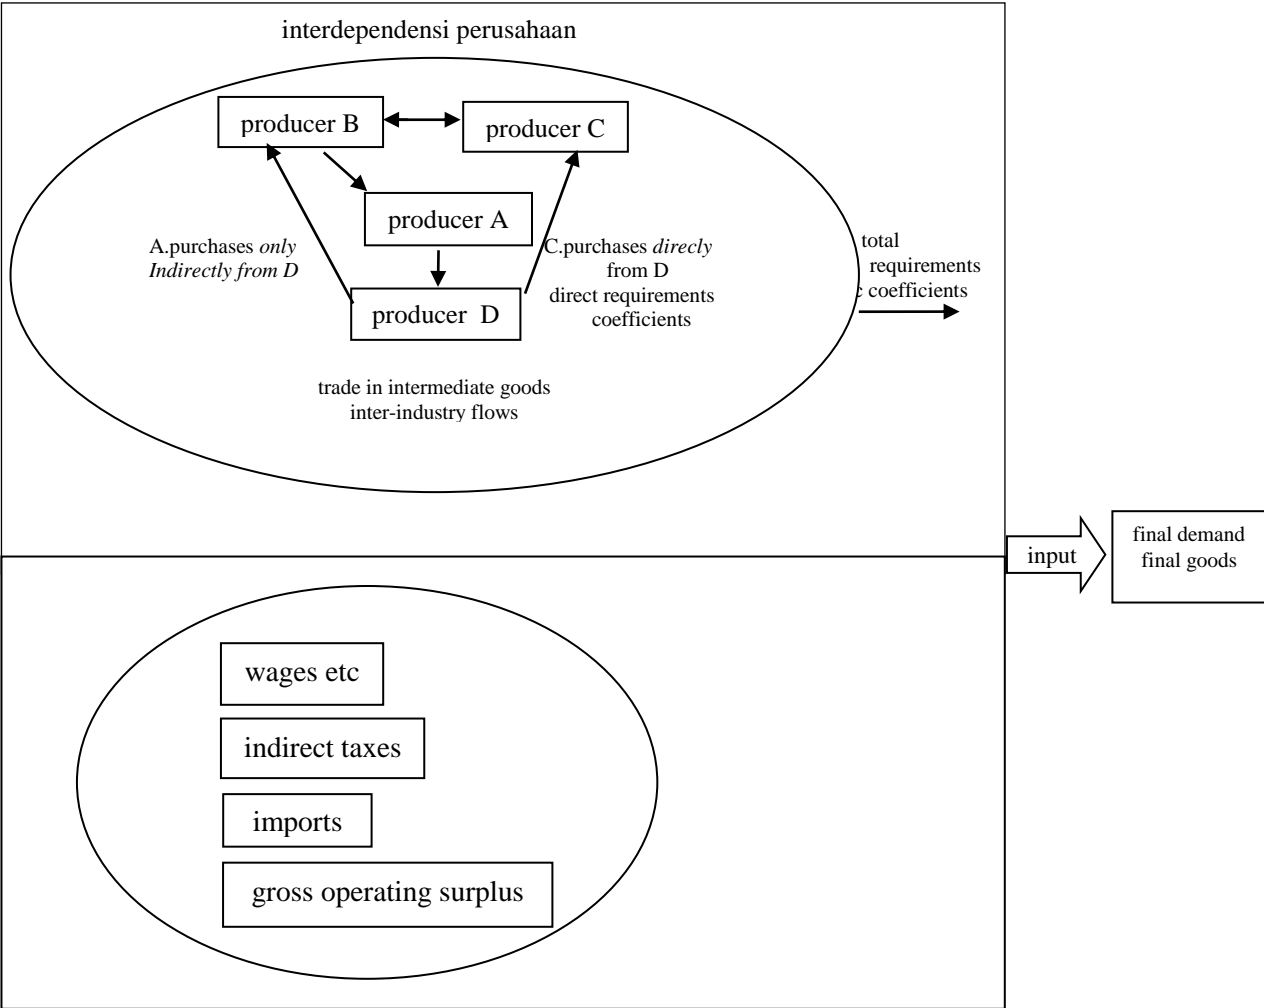 interdependensi perusahaan
producer B
producer C
producer A
A.purchases only
Indirectly from D
C.purchases direcly
from D
direct requirements
coefficients
producer D
total
requirements
c coefficients
trade in intermediate goods
inter-industry flows
input
final demand
final goods
wages etc
indirect taxes
imports
gross operating surplus